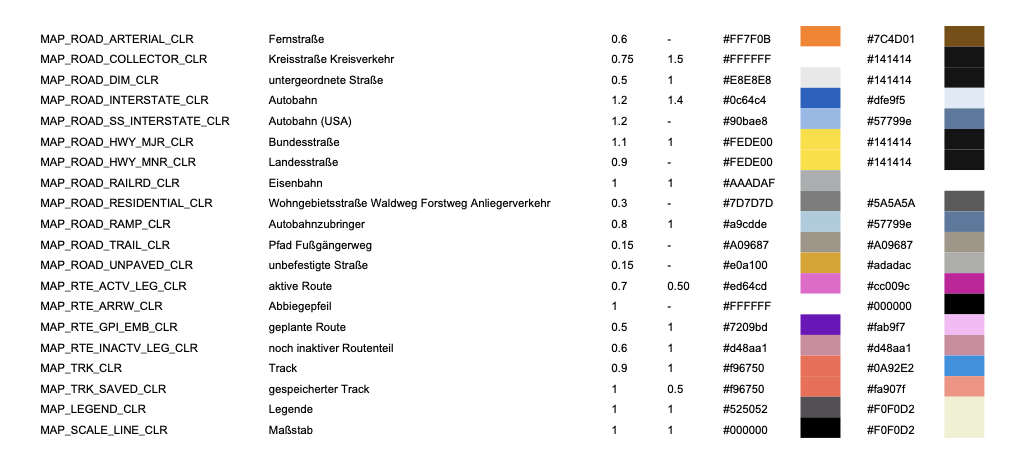 MAP_ROAD_ARTERIAL_CLR Fernstraße 0.6 - #FF7F0B #7C4D01
MAP_ROAD_COLLECTOR_CLR Kreisstraße Kreisverkehr 0.75 1.5 #FFFFFF #141414
MAP_ROAD_DIM_CLR untergeordnete Straße 0.5 1 #E8E8E8 #141414
MAP_ROAD_INTERSTATE_CLR Autobahn 1.2 1.4 #0c64c4 #dfe9f5
MAP_ROAD_SS_INTERSTATE_CLR Autobahn (USA) 1.2 - #90bae8 #57799e
MAP_ROAD_HWY_MJR_CLR Bundesstraße 1.1 1 #FEDE00 #141414
MAP_ROAD_HWY_MNR_CLR Landesstraße 0.9 - #FEDE00 #141414
MAP_ROAD_RAILRD_CLR Eisenbahn 1 1 #AAADAF
MAP_ROAD_RESIDENTIAL_CLR Wohngebietsstraße Waldweg Forstweg Anliegerverkehr 0.3 - #7D7D7D #5A5A5A
MAP_ROAD_RAMP_CLR Autobahnzubringer 0.8 1 #a9cdde #57799e
MAP_ROAD_TRAIL_CLR Pfad Fußgängerweg 0.15 - #A09687 #A09687
MAP_ROAD_UNPAVED_CLR unbefestigte Straße 0.15 - #e0a100 #adadac
MAP_RTE_ACTV_LEG_CLR aktive Route 0.7 0.50 #ed64cd #cc009c
MAP_RTE_ARRW_CLR Abbiegepfeil 1 - #FFFFFF #000000
MAP_RTE_GPI_EMB_CLR geplante Route 0.5 1 #7209bd #fab9f7
MAP_RTE_INACTV_LEG_CLR noch inaktiver Routenteil 0.6 1 #d48aa1 #d48aa1
MAP_TRK_CLR Track 0.9 1 #f96750 #0A92E2
MAP_TRK_SAVED_CLR gespeicherter Track 1 0.5 #f96750 #fa907f
MAP_LEGEND_CLR Legende 1 1 #525052 #F0F0D2
MAP_SCALE_LINE_CLR Maßstab 1 1 #000000 #F0F0D2